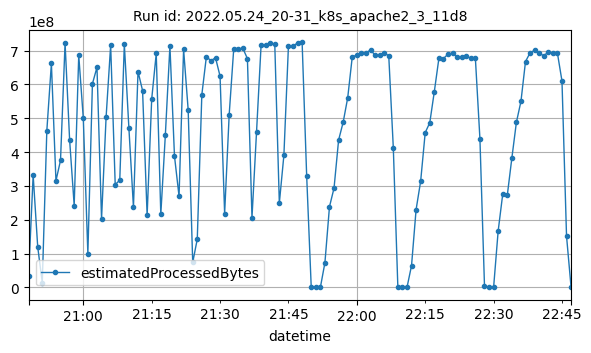 Run id: 2022.05.24_20-31_k8s_apache2_3_11d8
1e8
7
6
5
4
3
2
1
0
estimatedProcessedBytes
21:00 21:15 21:30 21:45 22:00 22:15 22:30 22:45
datetime